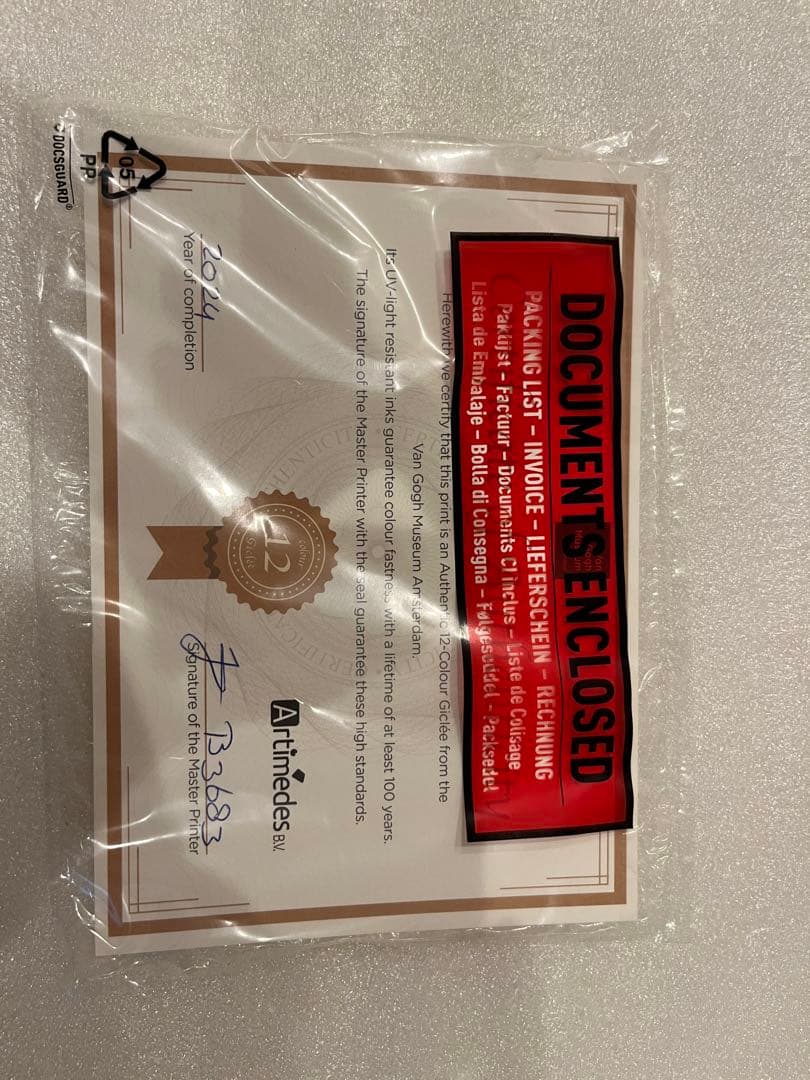 DOCUMENTS ENCLOSED
PACKING LIST – INVOICE – LIEFERSCHEIN – RECHNUNG
Paklijst – Factuur – Documents CI inclus – Liste de Colisage
Lista de Embalaje – Bolla di Consegna – Følgeseddel – Packsedel
Herewith we certify that this print is an Authentic 12-Colour Giclée from the
Van Gogh Museum Amsterdam.
Its UV-light resistant inks guarantee colour fastness with a lifetime of at least 100 years.
The signature of the Master Printer with the seal guarantee these high standards.
colour
12
Giclée
Artimedes B.V.
2024
B3683
Year of completion
Signature of the Master Printer
05
PP
DOCSGUARD®